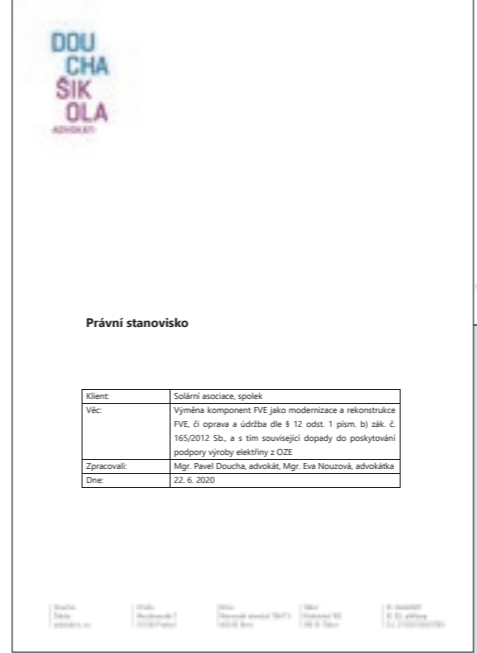 DOU
CHA
ŠIK
OLA
ADVOKÁTI
Právní stanovisko
Klient: Solární asociace, spolek
Věc: Výměna komponent FVE jako modernizace a rekonstrukce
FVE, či oprava a údržba dle § 12 odst. 1 písm. b) zák. č.
165/2012 Sb., a s tím související dopady do poskytování
podpory výroby elektřiny z OZE
Zpracovali: Mgr. Pavel Doucha, advokát, Mgr. Eva Nouzová, advokátka
Dne: 22. 6. 2020